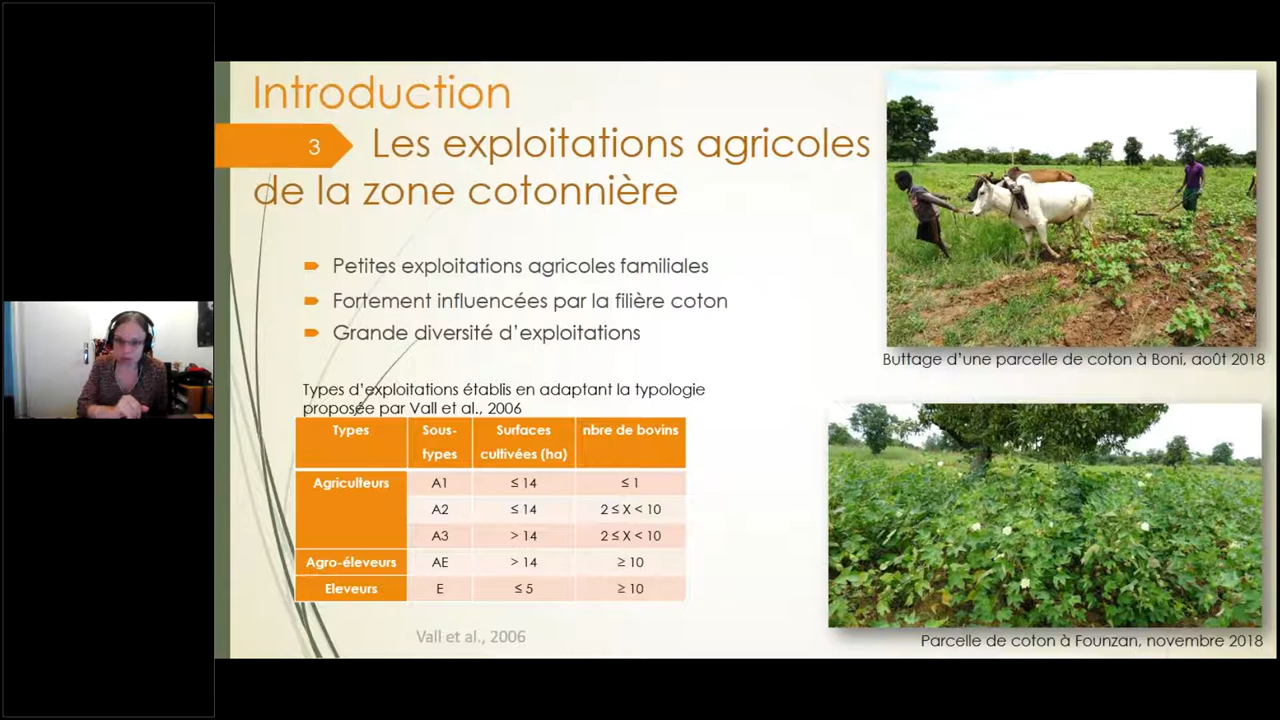 Introduction
3
Les exploitations agricoles
de la zone cotonnière
Petites exploitations agricoles familiales
Fortement influencées par la filière coton
Grande diversité d'exploitations
Types d'exploitations établis en adaptant la typologie
proposée par Vall et al., 2006
Types Sous-types Surfaces cultivées (ha) nbre de bovins
Agriculteurs A1 ≤ 14 ≤ 1
A2 ≤ 14 2 ≤ X < 10
A3 > 14 2 ≤ X < 10
Agro-éleveurs AE > 14 ≥ 10
Eleveurs E ≤ 5 ≥ 10
Vall et al., 2006
Buttage d'une parcelle de coton à Boni, août 2018
Parcelle de coton à Founzan, novembre 2018